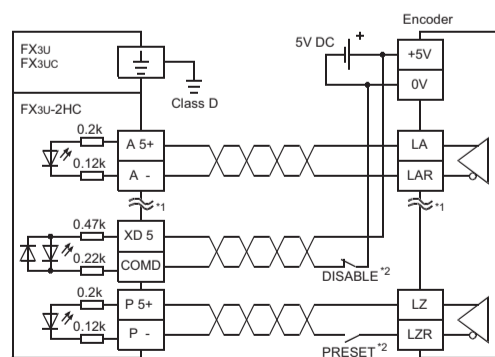 Encoder
5V DC +
FX3U
FX3UC
+5V
0V
Class D
FX3U-2HC
0.2k
A 5+
LA
0.12k
A -
LAR
*1
*1
0.47k
XD 5
0.22k
COMD
DISABLE*2
0.2k
P 5+
LZ
0.12k
P -
LZR
PRESET*2